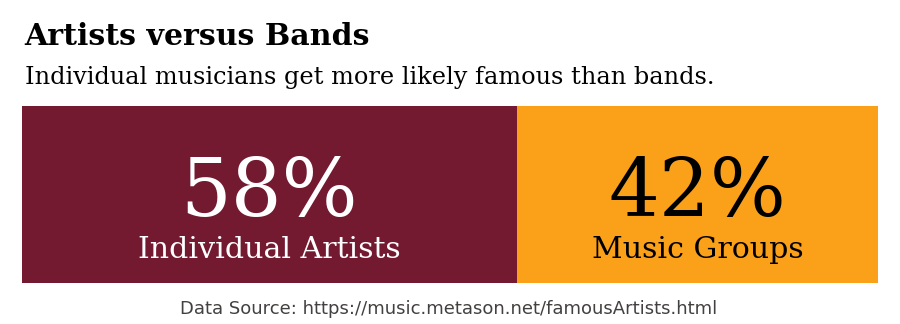 Artists versus Bands
Individual musicians get more likely famous than bands.
58%
Individual Artists
42%
Music Groups
Data Source: https://music.metason.net/famousArtists.html